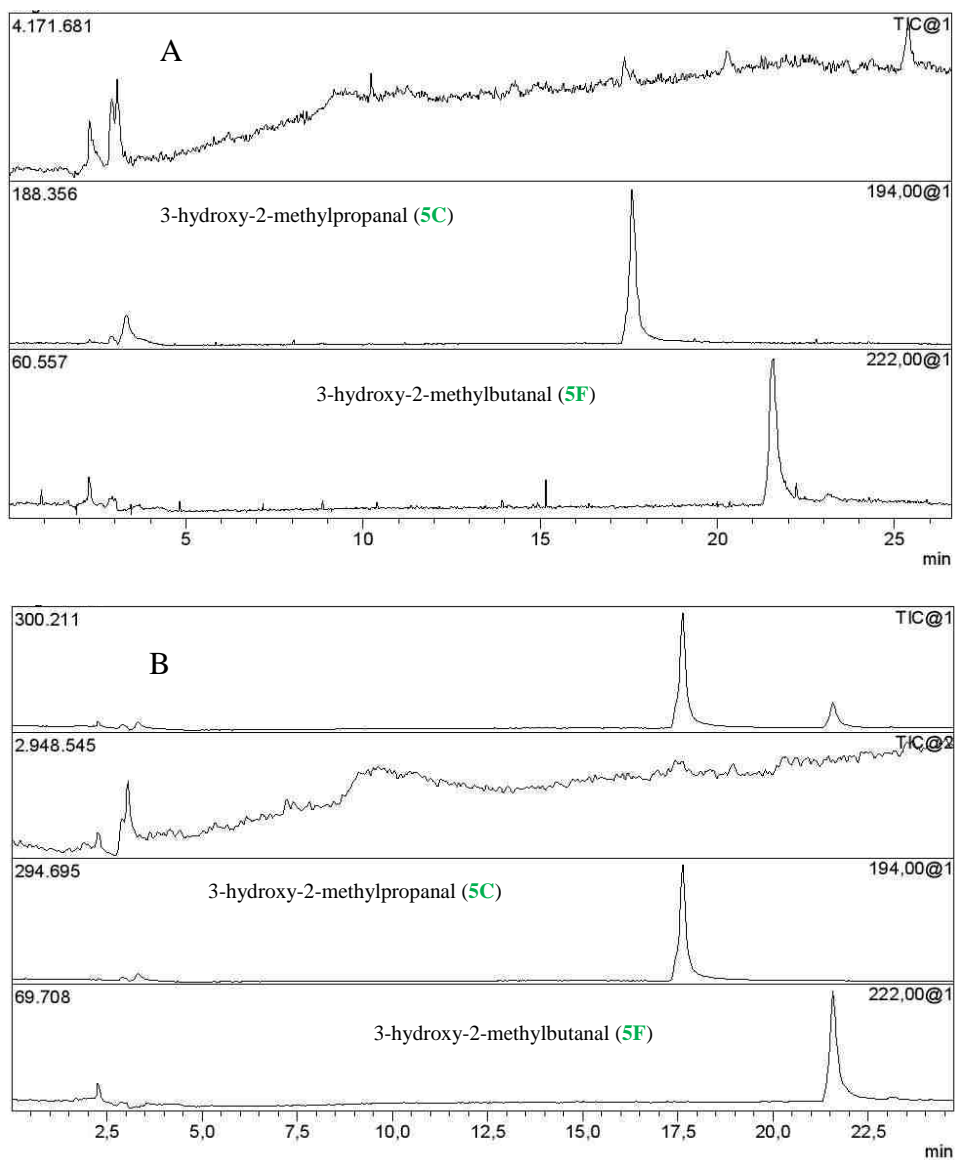 4.171.681
TIC@1
A
188.356
194,00@1
3-hydroxy-2-methylpropanal (5C)
60.557
222,00@1
3-hydroxy-2-methylbutanal (5F)
5 10 15 20 25
min
300.211
TIC@1
B
2.948.545
TIC@2
294.695
194,00@1
3-hydroxy-2-methylpropanal (5C)
69.708
222,00@1
3-hydroxy-2-methylbutanal (5F)
2,5 5,0 7,5 10,0 12,5 15,0 17,5 20,0 22,5
min